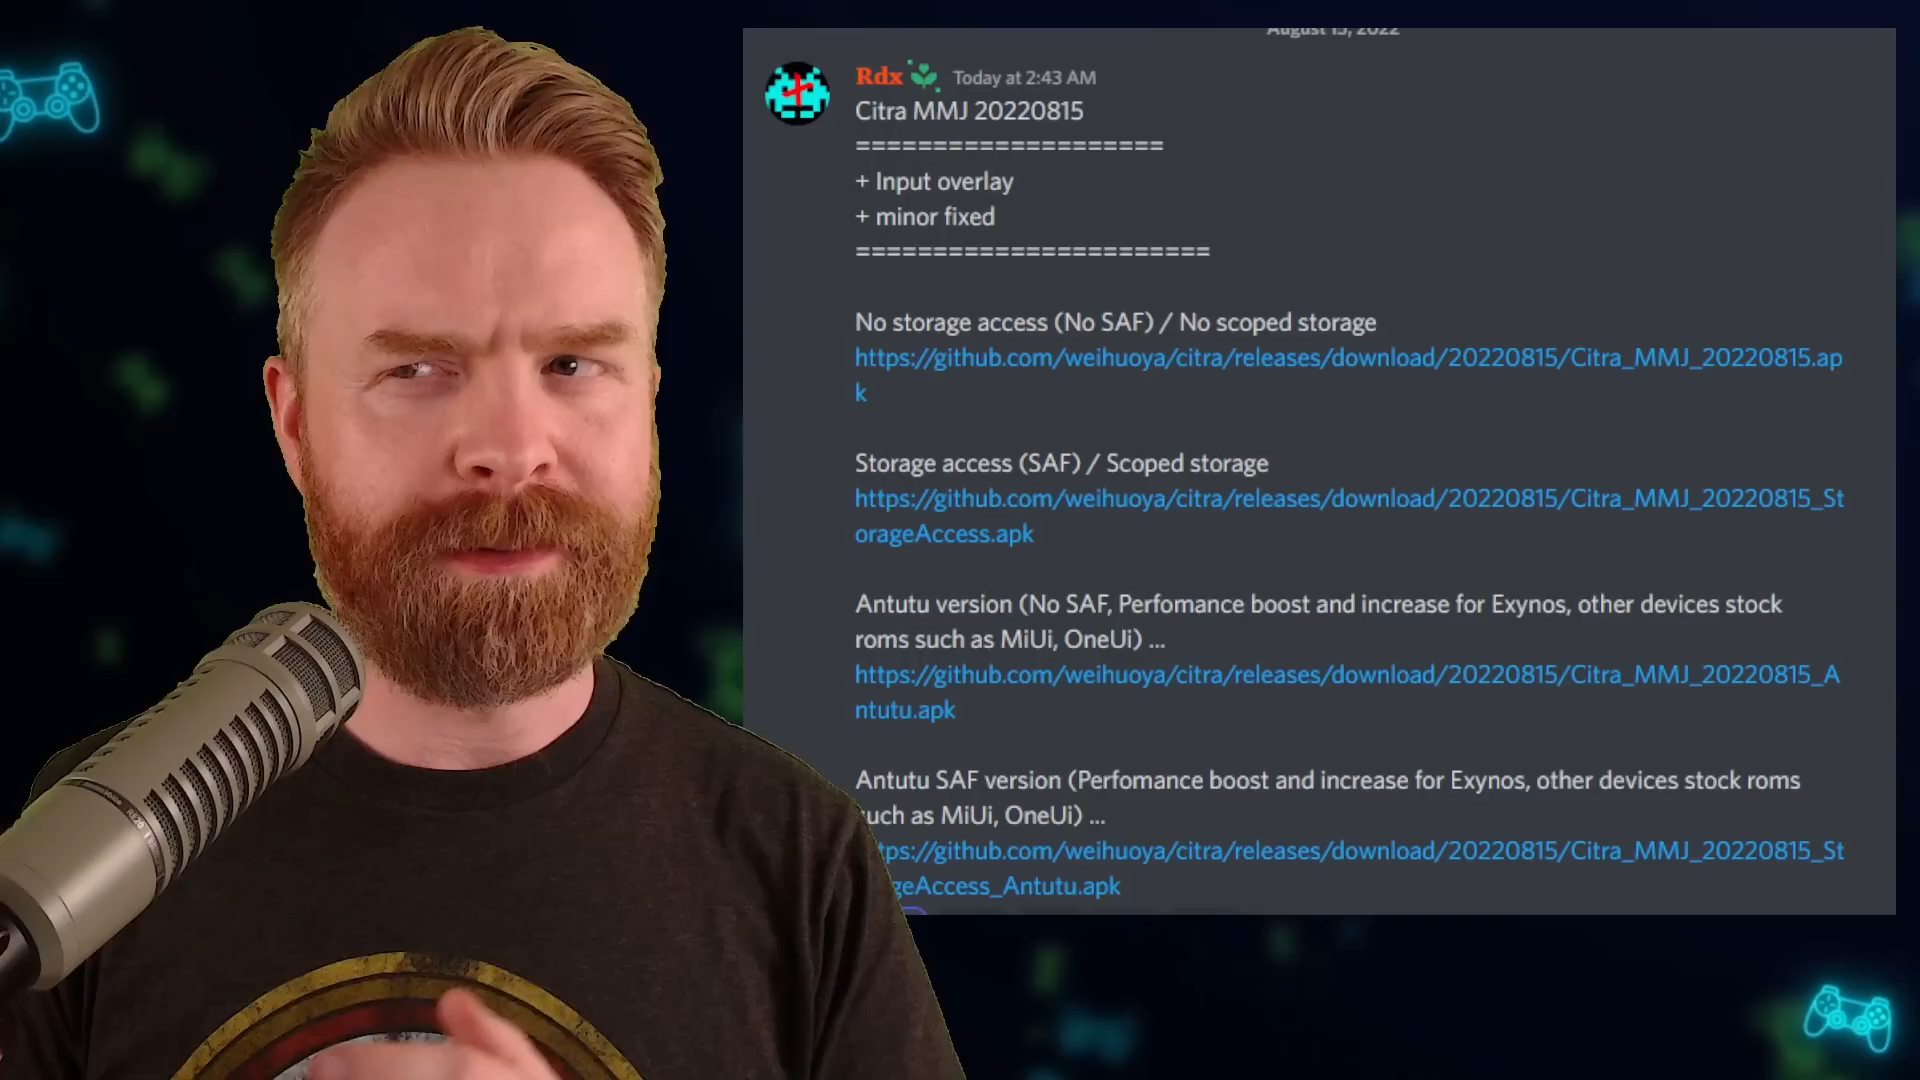 August 15, 2022
Rdx Today at 2:43 AM
Citra MMJ 20220815
====================
+ Input overlay
+ minor fixed
=======================
No storage access (No SAF) / No scoped storage
https://github.com/weihuoya/citra/releases/download/20220815/Citra_MMJ_20220815.ap
k
Storage access (SAF) / Scoped storage
https://github.com/weihuoya/citra/releases/download/20220815/Citra_MMJ_20220815_St
orageAccess.apk
Antutu version (No SAF, Perfomance boost and increase for Exynos, other devices stock
roms such as MiUi, OneUi) ...
https://github.com/weihuoya/citra/releases/download/20220815/Citra_MMJ_20220815_A
ntutu.apk
Antutu SAF version (Perfomance boost and increase for Exynos, other devices stock roms
uch as MiUi, OneUi) ...
tps://github.com/weihuoya/citra/releases/download/20220815/Citra_MMJ_20220815_St
geAccess_Antutu.apk
RE20